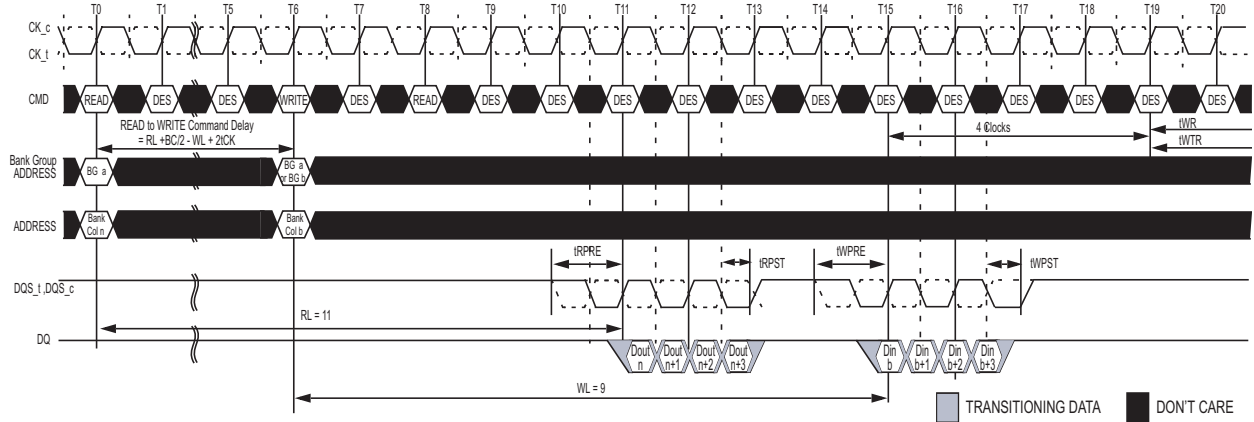 T0 T1 T5 T6 T7 T8 T9 T10 T11 T12 T13 T14 T15 T16 T17 T18 T19 T20
CK_c
CK_t
CMD READ DES DES WRITE DES READ DES DES DES DES DES DES DES DES DES DES DES DES
READ to WRITE Command Delay
= RL +BC/2 - WL + 2tCK
4 Clocks
tWR
tWTR
Bank Group
ADDRESS
BG a
BG a
or BG b
ADDRESS
Bank
Col n
Bank
Col b
tRPRE
tRPST
tWPRE
tWPST
DQS_t ,DQS_c
RL = 11
DQ
Dout
n
Dout
n+1
Dout
n+2
Dout
n+3
Din
b
Din
b+1
Din
b+2
Din
b+3
WL = 9
TRANSITIONING DATA
DON'T CARE